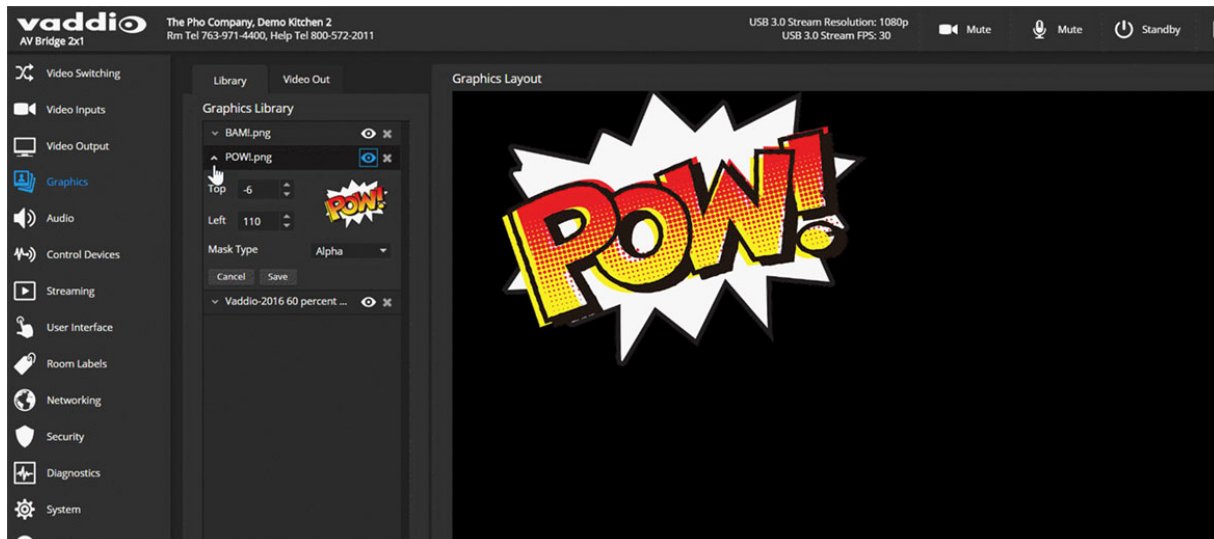 vaddio
AV Bridge 2x1
The Pho Company, Demo Kitchen 2
Rm Tel 763-971-4400, Help Tel 800-572-2011
USB 3.0 Stream Resolution: 1080p
USB 3.0 Stream FPS: 30
Mute
Mute
Standby
Video Switching
Video Inputs
Video Output
Graphics
Audio
Control Devices
Streaming
User Interface
Room Labels
Networking
Security
Diagnostics
System
Library
Video Out
Graphics Library
BAM!.png
POW!.png
Top -6
Left 110
POW!
Mask Type Alpha
Cancel Save
Vaddio-2016 60 percent ...
Graphics Layout
POW!